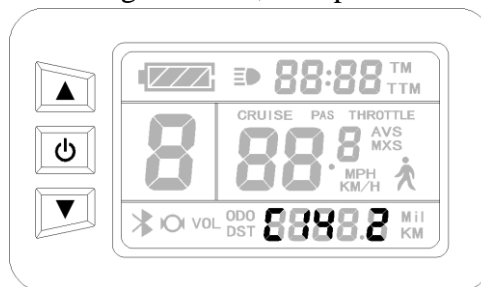 88:88 TM
TTM
CRUISE PAS THROTTLE
8 88.8 AVS
MXS
MPH
KM/H
VOL ODO C14 2 Mil
DST KM